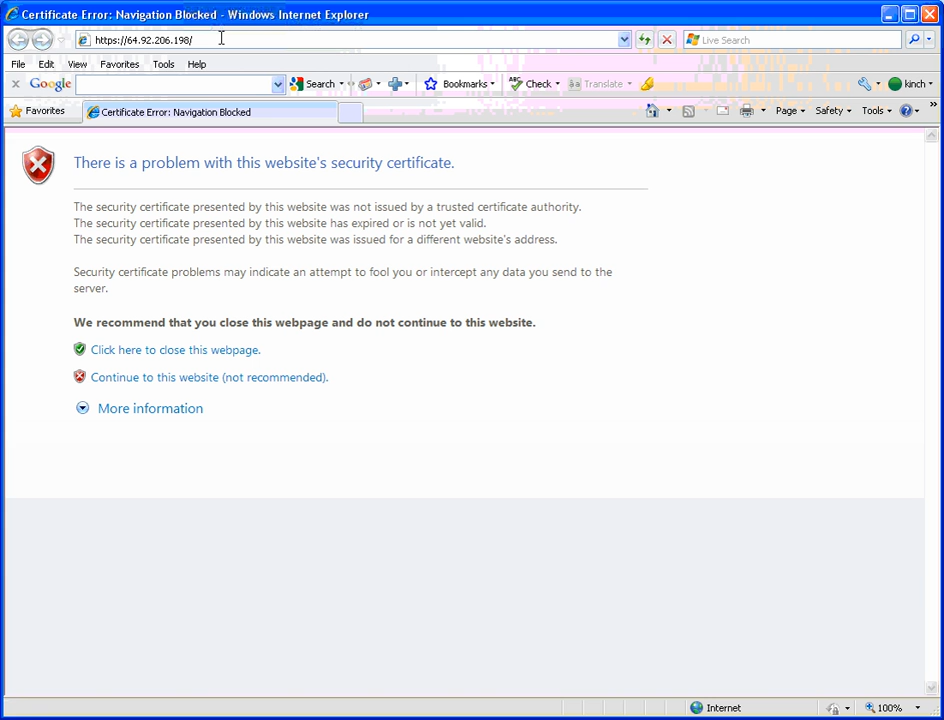 Certificate Error: Navigation Blocked - Windows Internet Explorer
https://64.92.206.198/
Live Search
File Edit View Favorites Tools Help
Google Search Bookmarks ABC Check aあ Translate kinch
Favorites Certificate Error: Navigation Blocked Page Safety Tools
There is a problem with this website's security certificate.
The security certificate presented by this website was not issued by a trusted certificate authority.
The security certificate presented by this website has expired or is not yet valid.
The security certificate presented by this website was issued for a different website's address.
Security certificate problems may indicate an attempt to fool you or intercept any data you send to the
server.
We recommend that you close this webpage and do not continue to this website.
Click here to close this webpage.
Continue to this website (not recommended).
More information
Internet 100%